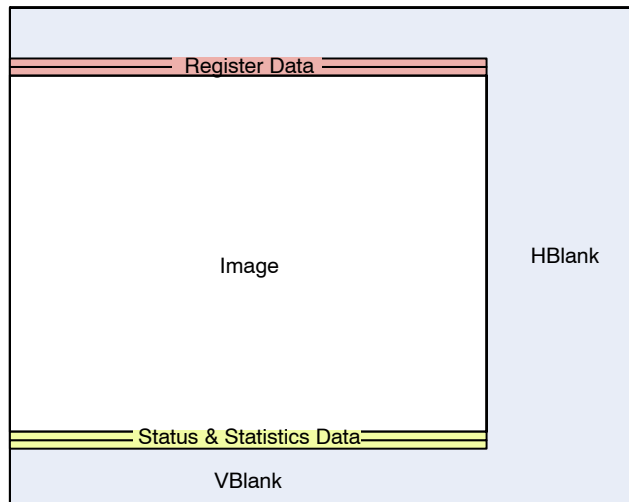 Register Data
Image
HBlank
Status & Statistics Data
VBlank